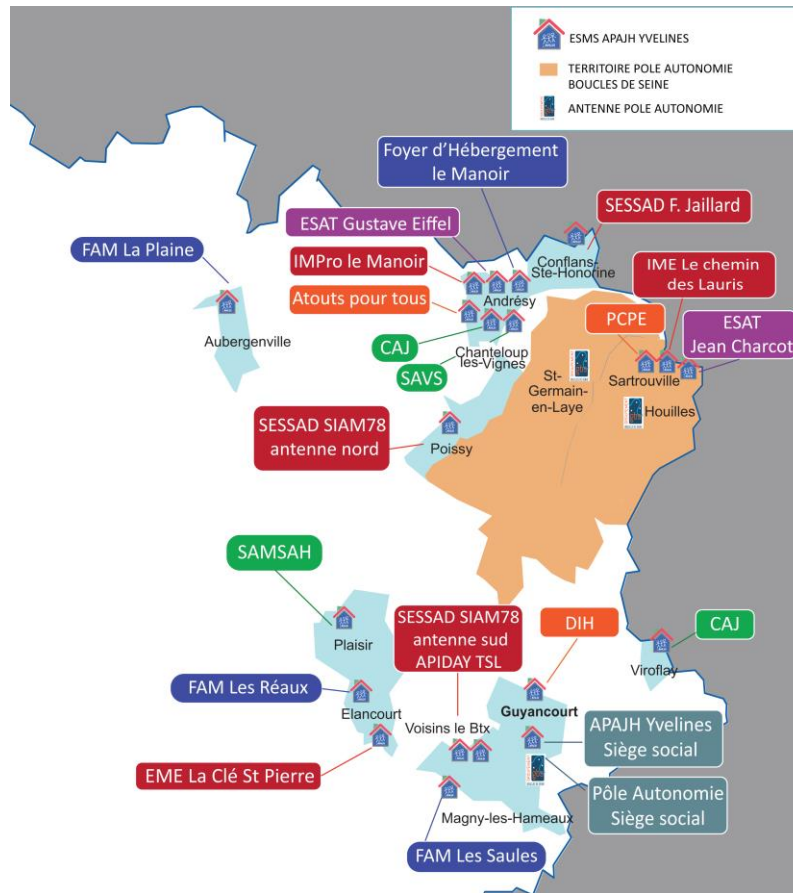 ESMS APAJH YVELINES
TERRITOIRE POLE AUTONOMIE
BOUCLES DE SEINE
ANTENNE POLE AUTONOMIE
Foyer d'Hébergement
le Manoir
SESSAD F. Jaillard
ESAT Gustave Eiffel
FAM La Plaine
IMPro le Manoir
Conflans-
Ste-Honorine
IME Le chemin
des Lauris
Atouts pour tous
Andrésy
PCPE
ESAT
Jean Charcot
Aubergenville
CAJ
Chanteloup
les-Vignes
SAVS
St-
Germain-
en-Laye
Sartrouville
Houilles
SESSAD SIAM78
antenne nord
Poissy
SAMSAH
SESSAD SIAM78
antenne sud
APIDAY TSL
DIH
CAJ
Plaisir
Viroflay
FAM Les Réaux
Elancourt
Guyancourt
Voisins le Btx
APAJH Yvelines
Siège social
EME La Clé St Pierre
Pôle Autonomie
Siège social
Magny-les-Hameaux
FAM Les Saules